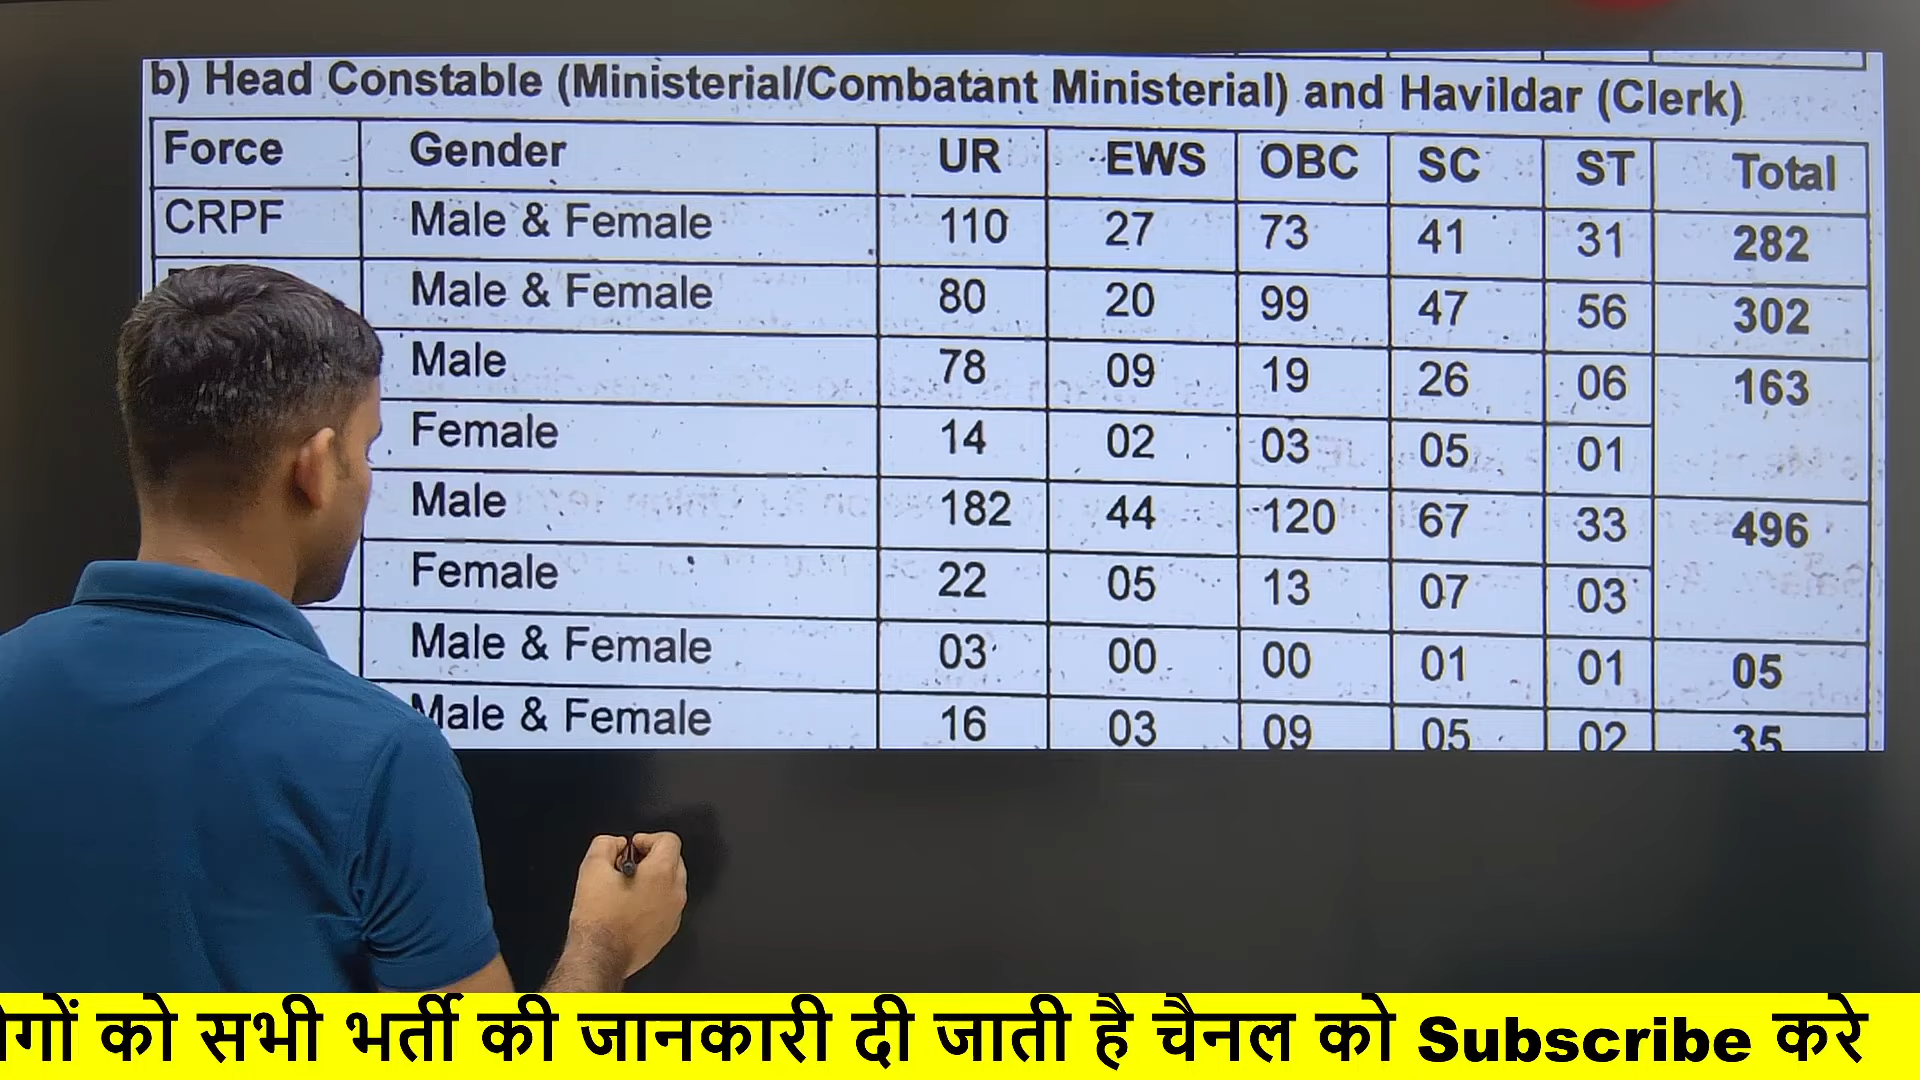 b) Head Constable (Ministerial/Combatant Ministerial) and Havildar (Clerk)
Force Gender UR EWS OBC SC ST Total
CRPF Male & Female 110 27 73 41 31 282
Male & Female 80 20 99 47 56 302
Male 78 09 19 26 06 163
Female 14 02 03 05 01
Male 182 44 120 67 33 496
Female 22 05 13 07 03
Male & Female 03 00 00 01 01 05
Male & Female 16 03 09 05 02 35
को सभी भर्ती की जानकारी दी जाती है चैनल को Subscribe करे